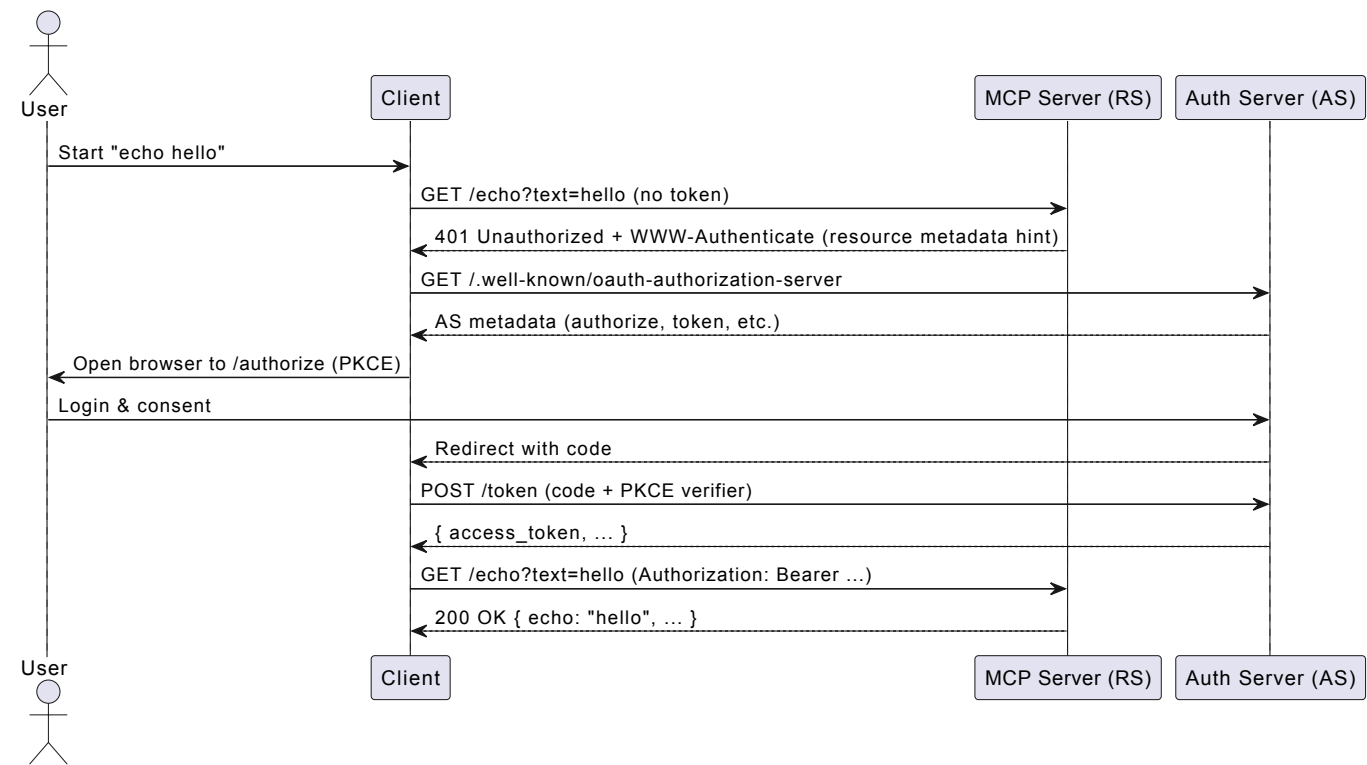 User
Client
MCP Server (RS)
Auth Server (AS)
Start "echo hello"
GET /echo?text=hello (no token)
401 Unauthorized + WWW-Authenticate (resource metadata hint)
GET /.well-known/oauth-authorization-server
AS metadata (authorize, token, etc.)
Open browser to /authorize (PKCE)
Login & consent
Redirect with code
POST /token (code + PKCE verifier)
{ access_token, ... }
GET /echo?text=hello (Authorization: Bearer ...)
200 OK { echo: "hello", ... }
User
Client
MCP Server (RS)
Auth Server (AS)